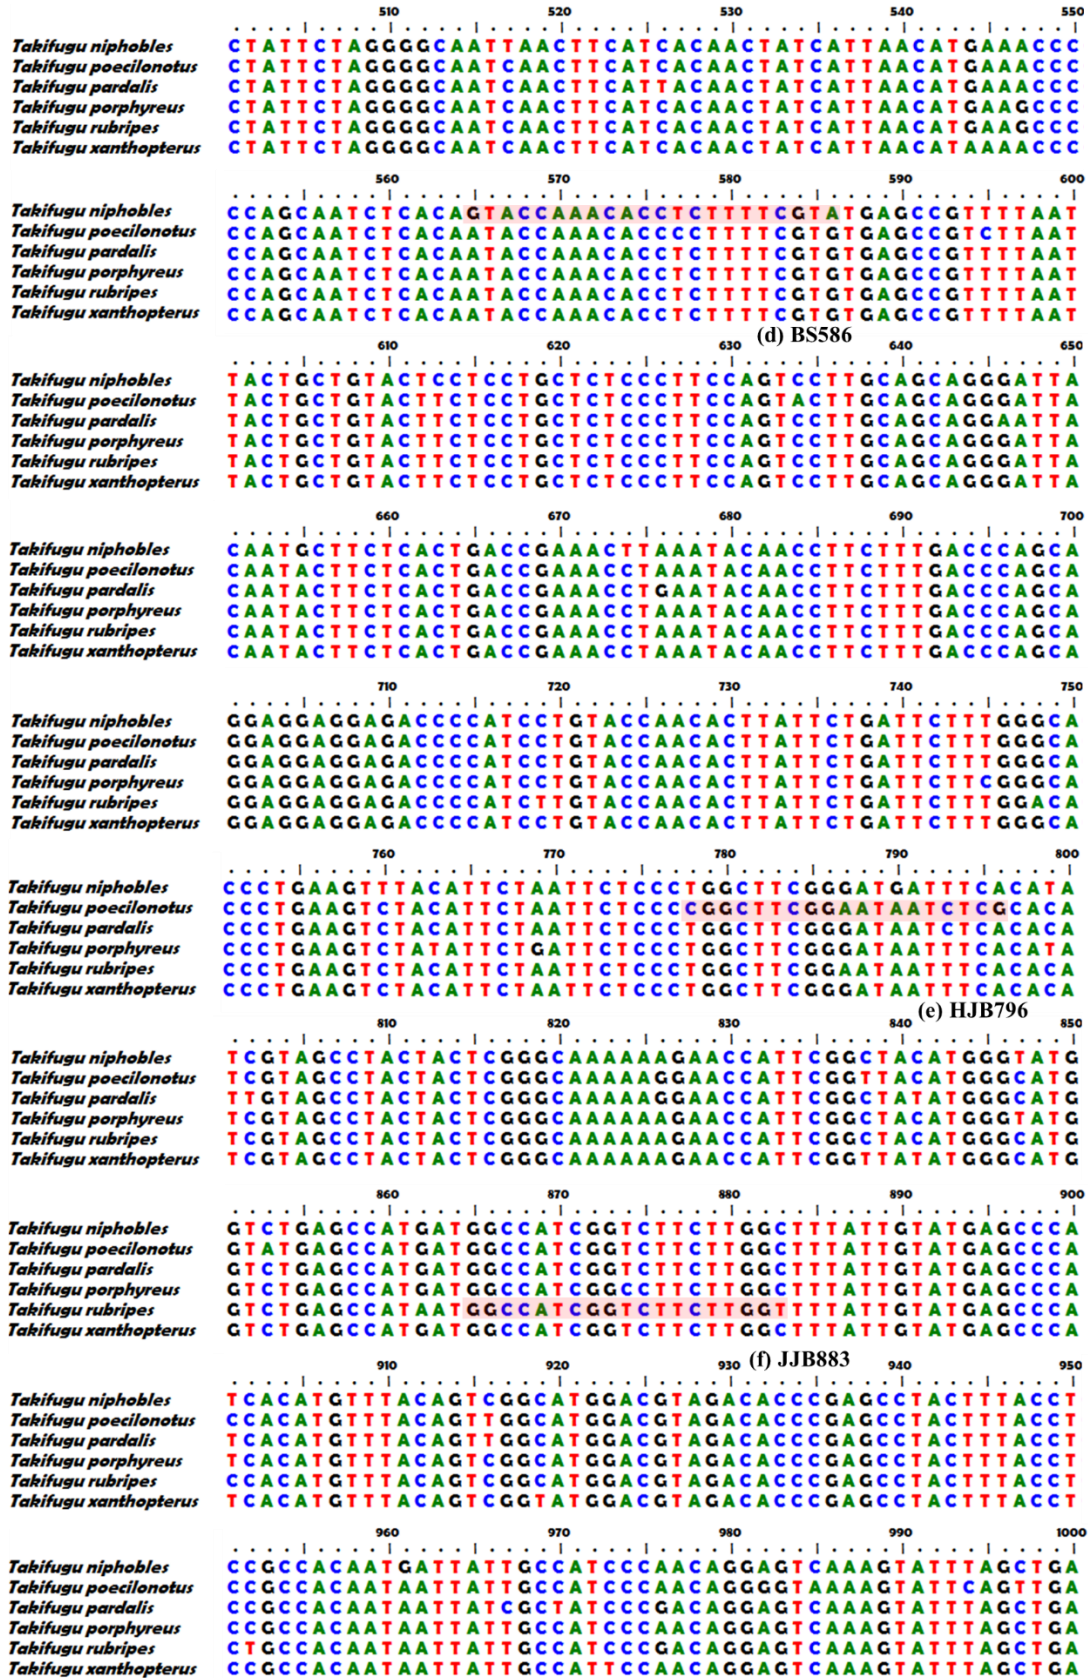 510 520 530 540 550
Takifugu niphobles CTATTCTAGGGGCAATTAACTTCATCACAACTATCATTAACATGAAACCC
Takifugu poecilonotus CTATTCTAGGGGCAATCAACTTCATCACAACTATCATTAACATGAAACCC
Takifugu pardalis CTATTCTAGGGGCAATCAACTTCATTACAACTATCATTAACATGAAACCC
Takifugu porphyreus CTATTCTAGGGGCAATCAACTTCATCACAACTATCATTAACATGAAGCCC
Takifugu rubripes CTATTCTAGGGGCAATCAACTTCATCACAACTATCATTAACATGAAGCCC
Takifugu xanthopterus CTATTCTAGGGGCAATCAACTTCATCACAACTATCATTAACATAAAACCC
560 570 580 590 600
Takifugu niphobles CCAGCAATCTCACAGTACCAAACACCTCTTTTCGTATGAGCCGTTTTAAT
Takifugu poecilonotus CCAGCAATCTCACAATACCAAACACCCCTTTTCGTGTGAGCCGTCTTAAT
Takifugu pardalis CCAGCAATCTCACAATACCAAACACCTCTTTTCGTGTGAGCCGTTTTAAT
Takifugu porphyreus CCAGCAATCTCACAATACCAAACACCTCTTTTCGTGTGAGCCGTTTTAAT
Takifugu rubripes CCAGCAATCTCACAATACCAAACACCTCTTTTCGTGTGAGCCGTTTTAAT
Takifugu xanthopterus CCAGCAATCTCACAATACCAAACACCTCTTTTCGTGTGAGCCGTTTTAAT
(d) BS586
610 620 630 640 650
Takifugu niphobles TACTGCTGTACTCCTCCTGCTCTCCCTTCCAGTCCTTGCAGCAGGGATTA
Takifugu poecilonotus TACTGCTGTACTTCTCCTGCTCTCCCTTCCAGTACTTGCAGCAGGGATTA
Takifugu pardalis TACTGCTGTACTTCTCCTGCTCTCCCTTCCAGTCCTTGCAGCAGGAATTA
Takifugu porphyreus TACTGCTGTACTTCTCCTGCTCTCCCTTCCAGTCCTTGCAGCAGGGATTA
Takifugu rubripes TACTGCTGTACTTCTCCTGCTCTCCCTTCCAGTCCTTGCAGCAGGGATTA
Takifugu xanthopterus TACTGCTGTACTTCTCCTGCTCTCCCTTCCAGTCCTTGCAGCAGGGATTA
660 670 680 690 700
Takifugu niphobles CAATGCTTCTCACTGACCGAAACTTAAATACAACCTTCTTTGACCCAGCA
Takifugu poecilonotus CAATACTTCTCACTGACCGAAACCTAAATACAACCTTCTTTGACCCAGCA
Takifugu pardalis CAATACTTCTCACTGACCGAAACCTGAATACAACCTTCTTTGACCCAGCA
Takifugu porphyreus CAATACTTCTCACTGACCGAAACCTAAATACAACCTTCTTTGACCCAGCA
Takifugu rubripes CAATACTTCTCACTGACCGAAACCTAAATACAACCTTCTTTGACCCAGCA
Takifugu xanthopterus CAATACTTCTCACTGACCGAAACCTAAATACAACCTTCTTTGACCCAGCA
710 720 730 740 750
Takifugu niphobles GGAGGAGGAGACCCCATCCTGTACCAACACTTATTCTGATTCTTTGGGCA
Takifugu poecilonotus GGAGGAGGAGACCCCATCCTGTACCAACACTTATTCTGATTCTTTGGGCA
Takifugu pardalis GGAGGAGGAGACCCCATCCTGTACCAACACTTATTCTGATTCTTTGGGCA
Takifugu porphyreus GGAGGAGGAGACCCCATCCTGTACCAACACTTATTCTGATTCTTCGGGCA
Takifugu rubripes GGAGGAGGAGACCCCATCTTGTACCAACACTTATTCTGATTCTTTGGACA
Takifugu xanthopterus GGAGGAGGAGACCCCATCCTGTACCAACACTTATTCTGATTCTTTGGGCA
760 770 780 790 800
Takifugu niphobles CCCTGAAGTTTACATTCTAATTCTCCCTGGCTTCGGGATGATTTCACATA
Takifugu poecilonotus CCCTGAAGTCTACATTCTAATTCTCCCCGGCTTCGGAATAATCTCGCACA
Takifugu pardalis CCCTGAAGTCTACATTCTAATTCTCCCTGGCTTCGGGATAATCTCACACA
Takifugu porphyreus CCCTGAAGTCTATATTCTGATTCTCCCTGGCTTCGGGATAATTTCACATA
Takifugu rubripes CCCTGAAGTCTACATTCTAATTCTCCCTGGCTTCGGAATAATTTCACACA
Takifugu xanthopterus CCCTGAAGTCTACATTCTAATTCTCCCTGGCTTCGGGATAATTTCACACA
(e) HJB796
810 820 830 840 850
Takifugu niphobles TCGTAGCCTACTACTCGGGCAAAAAAGAACCATTCGGCTACATGGGTATG
Takifugu poecilonotus TCGTAGCCTACTACTCGGGCAAAAAGGAACCATTCGGTTACATGGGCATG
Takifugu pardalis TTGTAGCCTACTACTCGGGCAAAAAGGAACCATTCGGCTATATGGGCATG
Takifugu porphyreus TCGTAGCCTACTACTCGGGCAAAAAAGAACCATTCGGCTACATGGGTATG
Takifugu rubripes TCGTAGCCTACTACTCGGGCAAAAAAGAACCATTCGGCTACATGGGCATG
Takifugu xanthopterus TCGTAGCCTACTACTCGGGCAAAAAAGAACCATTCGGTTATATGGGCATG
860 870 880 890 900
Takifugu niphobles GTCTGAGCCATGATGGCCATCGGTCTTCTTGGCTTTATTGTATGAGCCCA
Takifugu poecilonotus GTATGAGCCATGATGGCCATCGGTCTTCTTGGCTTTATTGTATGAGCCCA
Takifugu pardalis GTCTGAGCCATGATGGCCATCGGTCTTCTTGGCTTTATTGTATGAGCCCA
Takifugu porphyreus GTCTGAGCCATGATGGCCATCGGCCTTCTTGGCTTTATTGTATGAGCCCA
Takifugu rubripes GTCTGAGCCATAATGGCCATCGGTCTTCTTGGTTTTATTGTATGAGCCCA
Takifugu xanthopterus GTCTGAGCCATGATGGCCATCGGTCTTCTTGGCTTTATTGTATGAGCCCA
(f) JJB883
910 920 930 940 950
Takifugu niphobles TCACATGTTTACAGTCGGCATGGACGTAGACACCCGAGCCTACTTTACCT
Takifugu poecilonotus CCACATGTTTACAGTTGGCATGGACGTAGACACCCGAGCCTACTTTACCT
Takifugu pardalis TCACATGTTTACAGTTGGCATGGACGTAGACACCCGAGCCTACTTTACCT
Takifugu porphyreus TCACATGTTTACAGTCGGCATGGACGTAGACACCCGAGCCTACTTTACCT
Takifugu rubripes CCACATGTTTACAGTCGGCATGGACGTAGACACCCGAGCCTACTTTACCT
Takifugu xanthopterus TCACATGTTTACAGTCGGTATGGACGTAGACACCCGAGCCTACTTTACCT
960 970 980 990 1000
Takifugu niphobles CCGCCACAATGATTATTGCCATCCCAACAGGAGTCAAAGTATTTAGCTGA
Takifugu poecilonotus CCGCCACAATAATTATTGCCATCCCAACAGGGGTAAAAGTATTCAGTTGA
Takifugu pardalis CCGCCACAATAATTATCGCTATCCCGACAGGAGTCAAAGTATTTAGCTGA
Takifugu porphyreus CCGCCACAATAATTATTGCCATCCCAACAGGAGTCAAAGTATTTAGCTGA
Takifugu rubripes CTGCCACAATAATTATTGCCATCCCGACAGGAGTCAAAGTATTTAGCTGA
Takifugu xanthopterus CCGCCACAATAATTATTGCCATTCCAACAGGAGTCAAAGTATTTAGCTGA